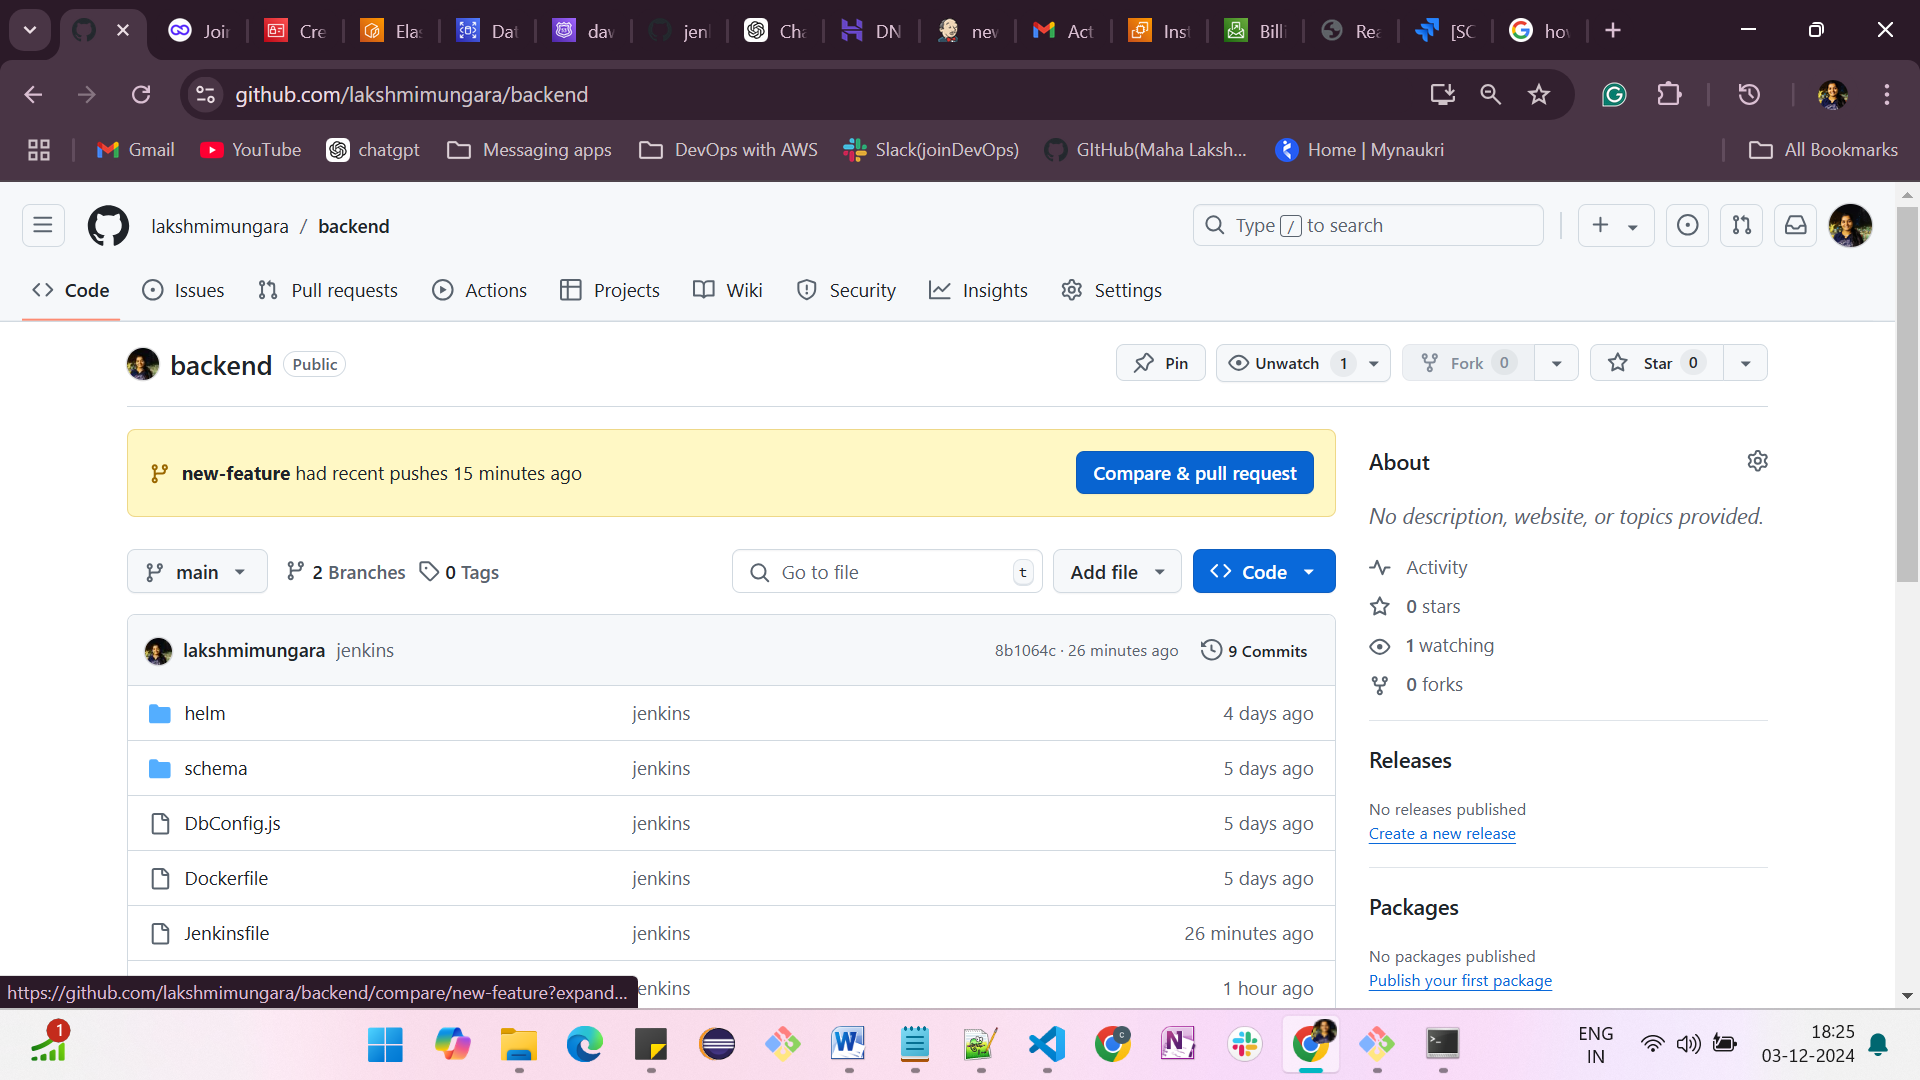 Join
Cre
Elas
Dat
daw
jenl
Cha
DN
new
Act
Inst
Billi
Rea
[SC
hov
github.com/lakshmimungara/backend
Gmail
YouTube
chatgpt
Messaging apps
DevOps with AWS
Slack(joinDevOps)
GItHub(Maha Laksh...
Home | Mynaukri
All Bookmarks
lakshmimungara / backend
Type / to search
Code
Issues
Pull requests
Actions
Projects
Wiki
Security
Insights
Settings
backend Public
Pin
Unwatch 1
Fork 0
Star 0
new-feature had recent pushes 15 minutes ago
Compare & pull request
main
2 Branches
0 Tags
Go to file t
Add file
Code
lakshmimungara jenkins 8b1064c · 26 minutes ago 9 Commits
helm jenkins 4 days ago
schema jenkins 5 days ago
DbConfig.js jenkins 5 days ago
Dockerfile jenkins 5 days ago
Jenkinsfile jenkins 26 minutes ago
enkins 1 hour ago
About
No description, website, or topics provided.
Activity
0 stars
1 watching
0 forks
Releases
No releases published
Create a new release
Packages
No packages published
Publish your first package
https://github.com/lakshmimungara/backend/compare/new-feature?expand...
1
ENG
IN
18:25
03-12-2024